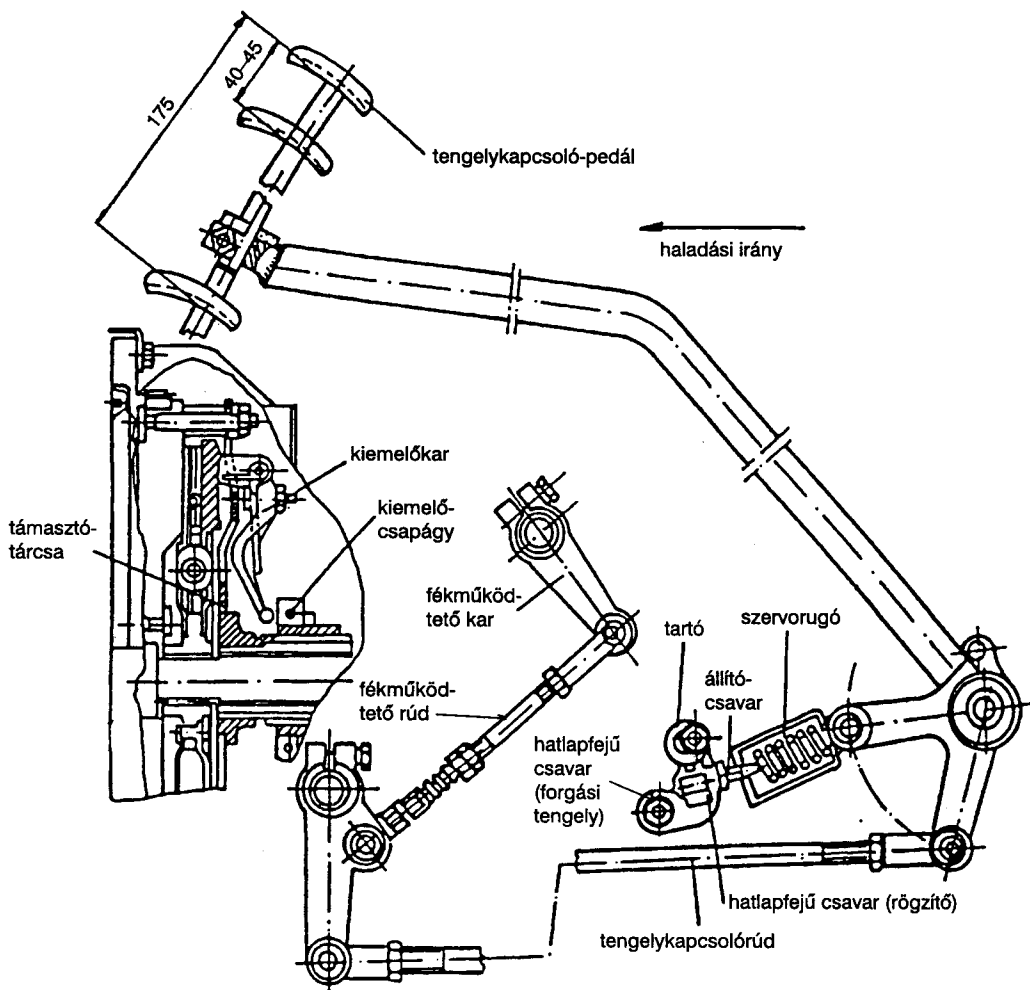 175
40–45
tengelykapcsoló-pedál
haladási irány
kiemelőkar
kiemelő-
csapágy
támasztó-
tárcsa
fékműköd-
tető kar
tartó
szervorugó
állító-
csavar
fékműköd-
tető rúd
hatlapfejű
csavar
(forgási
tengely)
hatlapfejű csavar (rögzítő)
tengelykapcsolórúd